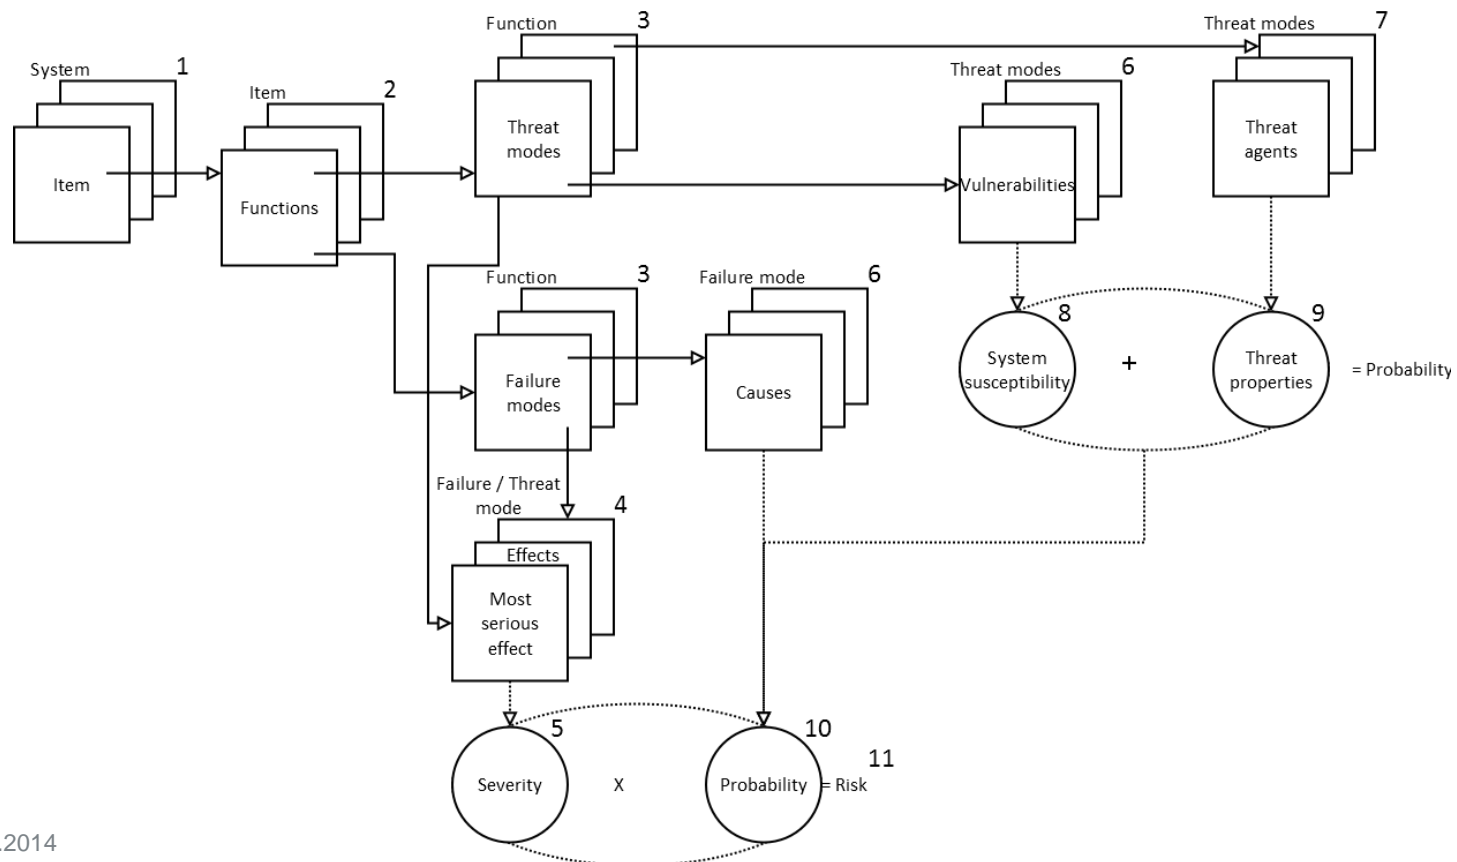 Function 3
Threat modes 7
System 1
Threat modes 6
Item 2
Threat
modes
Threat
agents
Item
Functions
Vulnerabilities
Function 3
Failure mode 6
8
9
System
susceptibility
+
Threat
properties
= Probability
Failure
modes
Causes
Failure / Threat
mode
4
Effects
Most
serious
effect
5
10
11
Severity
X
Probability
= Risk
.2014